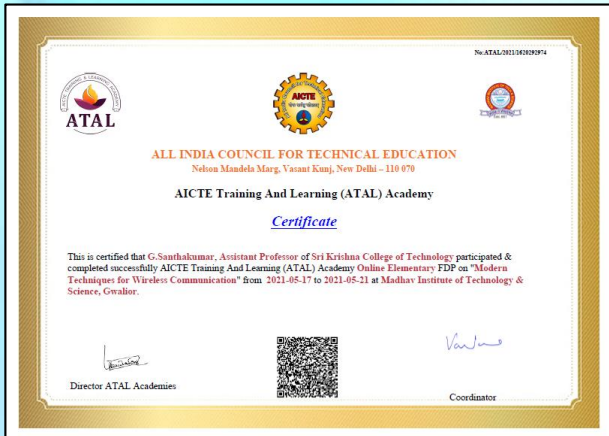 No:ATAL/2021/1620292974
AICTE TRAINING & LEARNING ACADEMY
ATAL
AICTE
ALL INDIA COUNCIL FOR TECHNICAL EDUCATION
Nelson Mandela Marg, Vasant Kunj, New Delhi – 110 070
AICTE Training And Learning (ATAL) Academy
Certificate
This is certified that G.Santhakumar, Assistant Professor of Sri Krishna College of Technology participated &
completed successfully AICTE Training And Learning (ATAL) Academy Online Elementary FDP on "Modern
Techniques for Wireless Communication" from 2021-05-17 to 2021-05-21 at Madhav Institute of Technology &
Science, Gwalior.
Director ATAL Academies
Coordinator